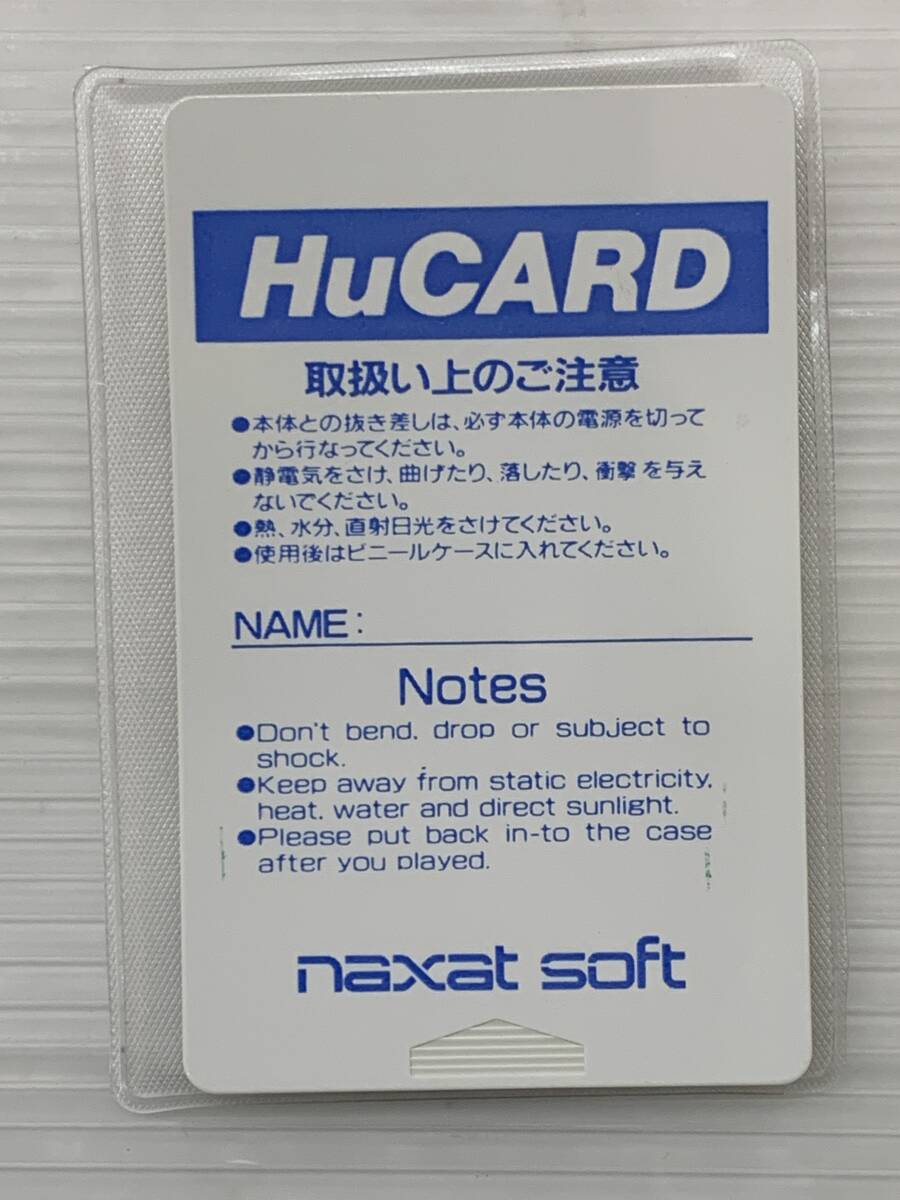 HuCARD
取扱い上のご注意
●本体との抜き差しは、必ず本体の電源を切って
から行なってください。
●静電気をさけ、曲げたり、落したり、衝撃を与え
ないでください。
●熱、水分、直射日光をさけてください。
●使用後はビニールケースに入れてください。
NAME:
Notes
●Don't bend. drop or subject to
shock.
●Keep away from static electricity.
heat. water and direct sunlight.
●Please put back in-to the case
after you played.
naxat soft